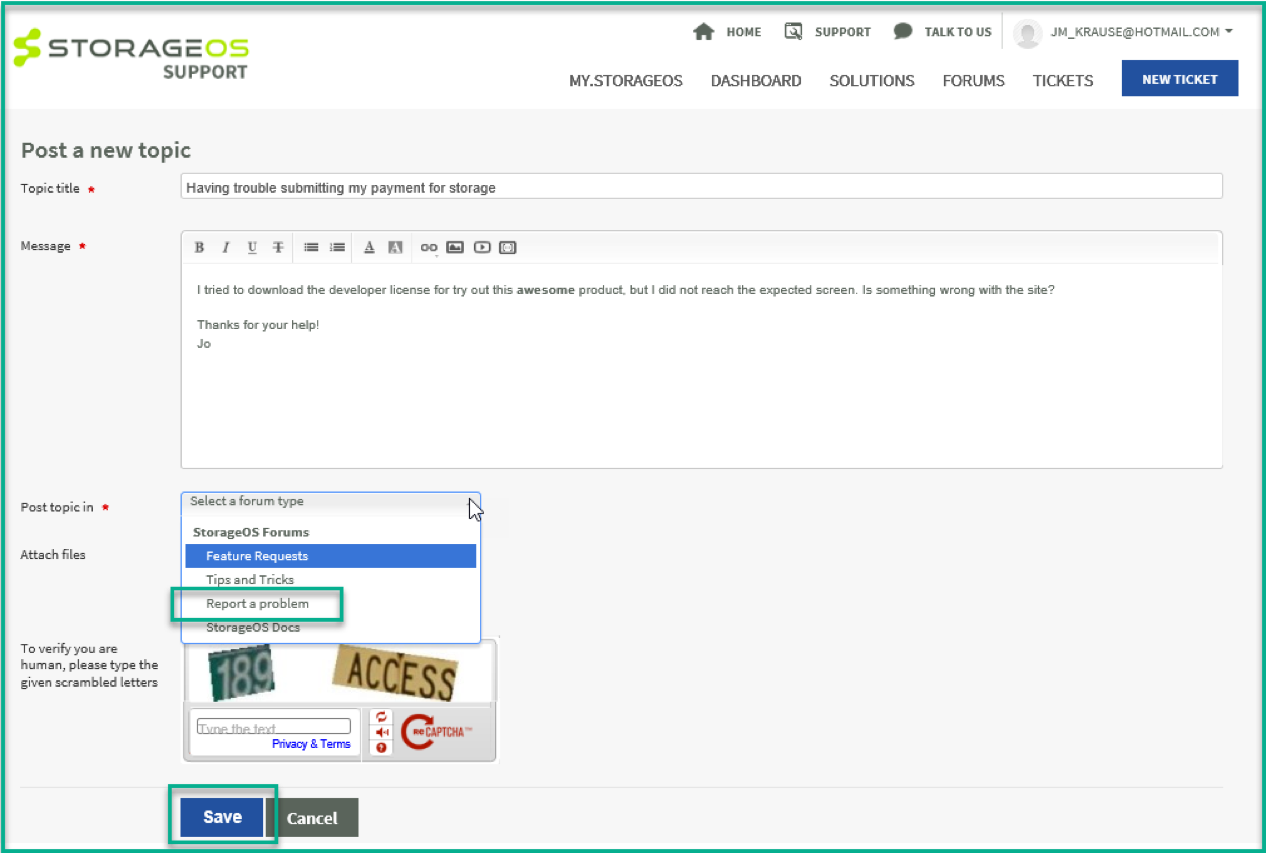 STORAGEOS
SUPPORT
HOME
SUPPORT
TALK TO US
JM_KRAUSE@HOTMAIL.COM
MY.STORAGEOS
DASHBOARD
SOLUTIONS
FORUMS
TICKETS
NEW TICKET
Post a new topic
Topic title *
Having trouble submitting my payment for storage
Message *
B I U T A A
I tried to download the developer license for try out this awesome product, but I did not reach the expected screen. Is something wrong with the site?
Thanks for your help!
Jo
Post topic in *
Select a forum type
StorageOS Forums
Feature Requests
Tips and Tricks
Report a problem
StorageOS Docs
Attach files
To verify you are
human, please type the
given scrambled letters
189 ACCESS
Type the text
Privacy & Terms
reCAPTCHA™
Save
Cancel